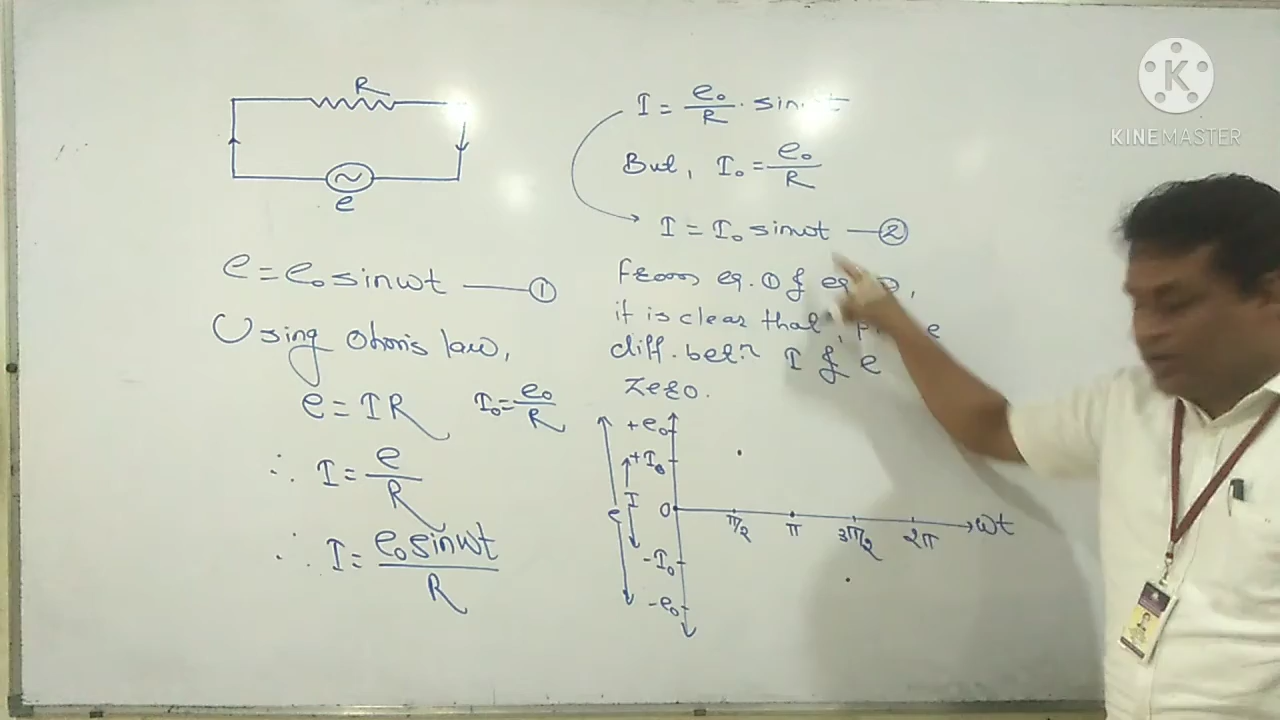 R
e
e = e₀ sinωt —①
Using Ohm's law,
e = IR I₀ = e₀/R
∴ I = e/R
∴ I = e₀ sinωt/R
I = e₀/R · sin
But, I₀ = e₀/R
I = I₀ sinωt —②
from eq. ① & eq
it is clear that,
diff. betⁿ I & e
zero.
+e₀
+I₀
I
e
0
-I₀
-e₀
π/2 π 3π/2 2π ωt
KINEMASTER